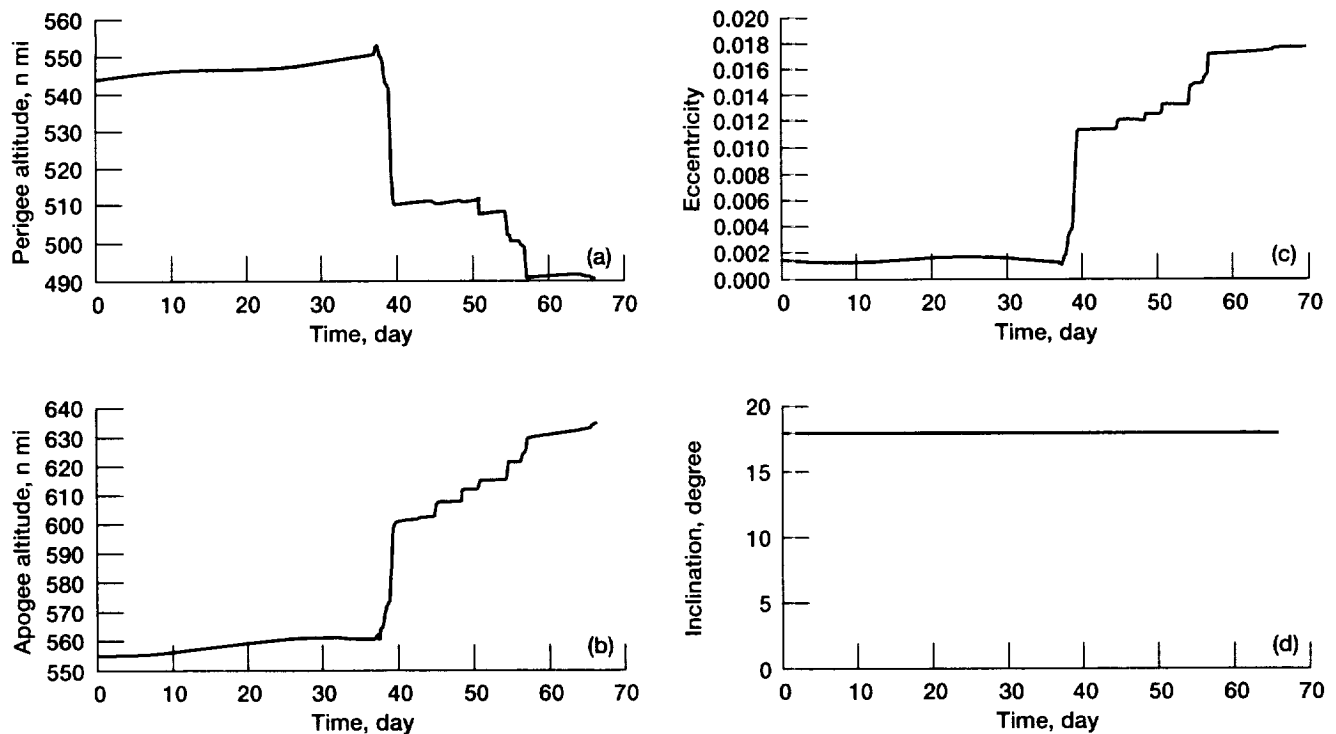 Perigee altitude, n mi
560
550
540
530
520
510
500
490
0 10 20 30 40 50 60 70
Time, day
(a)
Eccentricity
0.020
0.018
0.016
0.014
0.012
0.010
0.008
0.006
0.004
0.002
0.000
0 10 20 30 40 50 60 70
Time, day
(c)
Apogee altitude, n mi
640
630
620
610
600
590
580
570
560
550
0 10 20 30 40 50 60 70
Time, day
(b)
Inclination, degree
20
15
10
5
0
0 10 20 30 40 50 60 70
Time, day
(d)